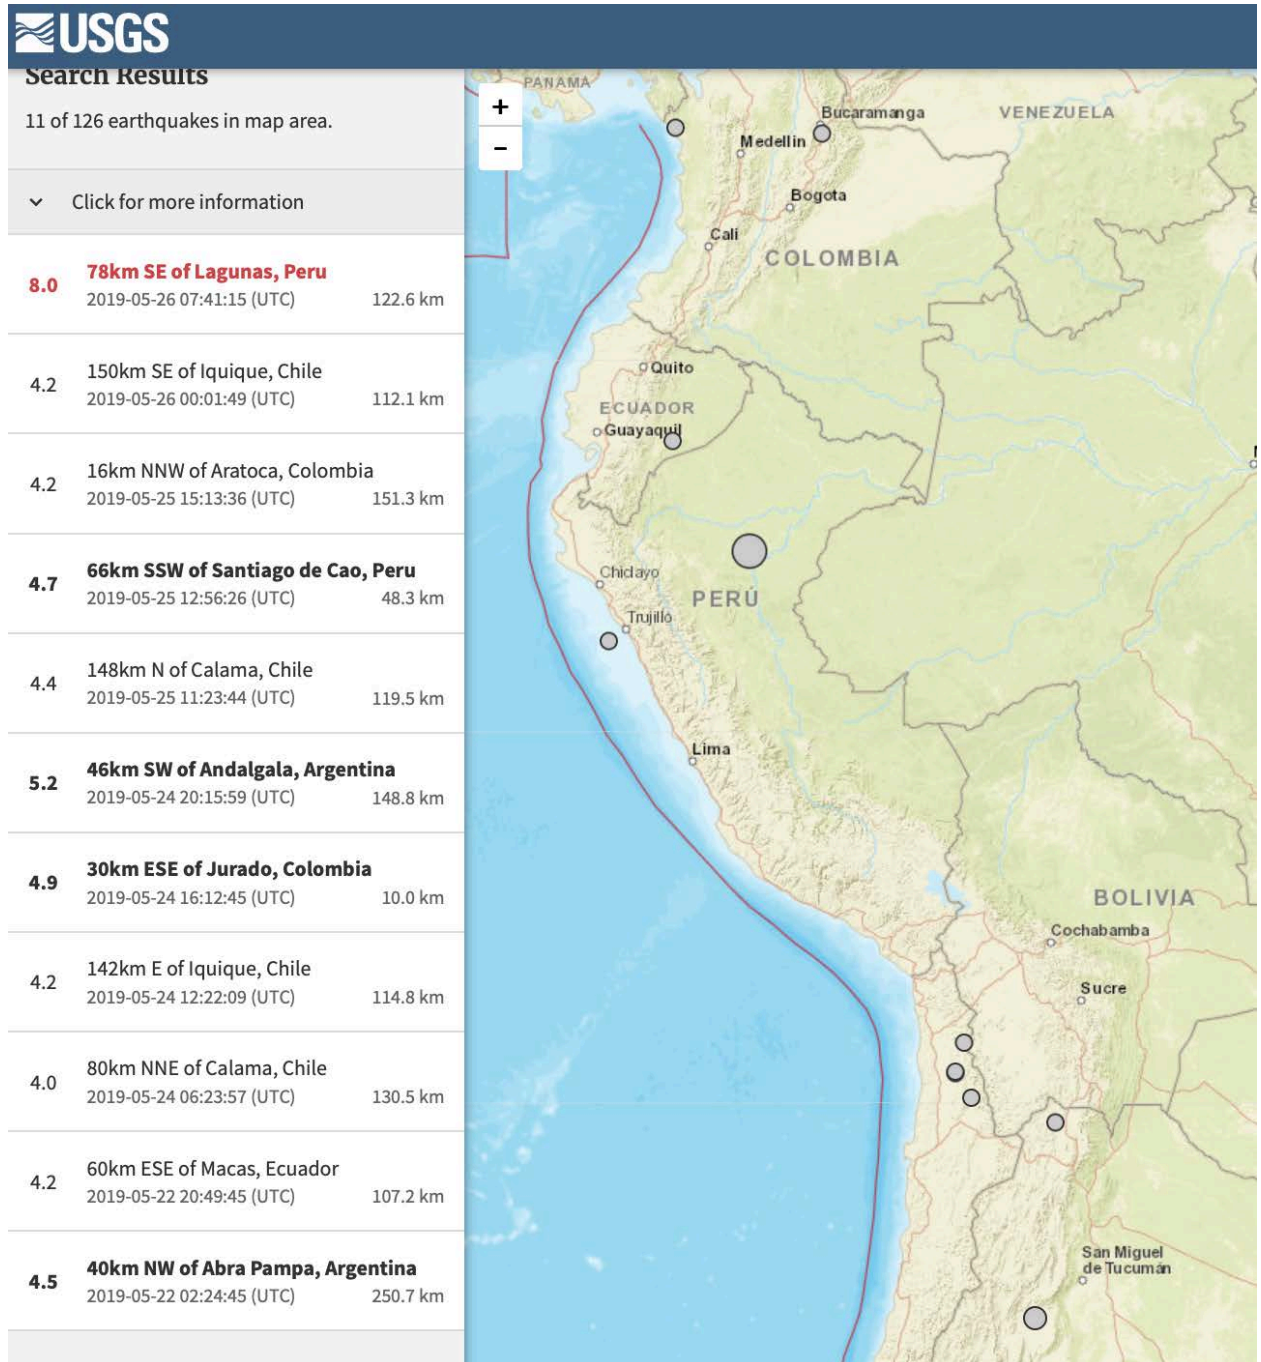 USGS
Search Results
11 of 126 earthquakes in map area.
Click for more information
8.0
78km SE of Lagunas, Peru
2019-05-26 07:41:15 (UTC) 122.6 km
4.2
150km SE of Iquique, Chile
2019-05-26 00:01:49 (UTC) 112.1 km
4.2
16km NNW of Aratoca, Colombia
2019-05-25 15:13:36 (UTC) 151.3 km
4.7
66km SSW of Santiago de Cao, Peru
2019-05-25 12:56:26 (UTC) 48.3 km
4.4
148km N of Calama, Chile
2019-05-25 11:23:44 (UTC) 119.5 km
5.2
46km SW of Andalgala, Argentina
2019-05-24 20:15:59 (UTC) 148.8 km
4.9
30km ESE of Jurado, Colombia
2019-05-24 16:12:45 (UTC) 10.0 km
4.2
142km E of Iquique, Chile
2019-05-24 12:22:09 (UTC) 114.8 km
4.0
80km NNE of Calama, Chile
2019-05-24 06:23:57 (UTC) 130.5 km
4.2
60km ESE of Macas, Ecuador
2019-05-22 20:49:45 (UTC) 107.2 km
4.5
40km NW of Abra Pampa, Argentina
2019-05-22 02:24:45 (UTC) 250.7 km
+
-
PANAMA
Bucaramanga
VENEZUELA
Medellin
Bogota
Cali
COLOMBIA
Quito
ECUADOR
Guayaquil
Chiclayo
PERÚ
Trujillo
Lima
BOLIVIA
Cochabamba
Sucre
San Miguel
de Tucumán